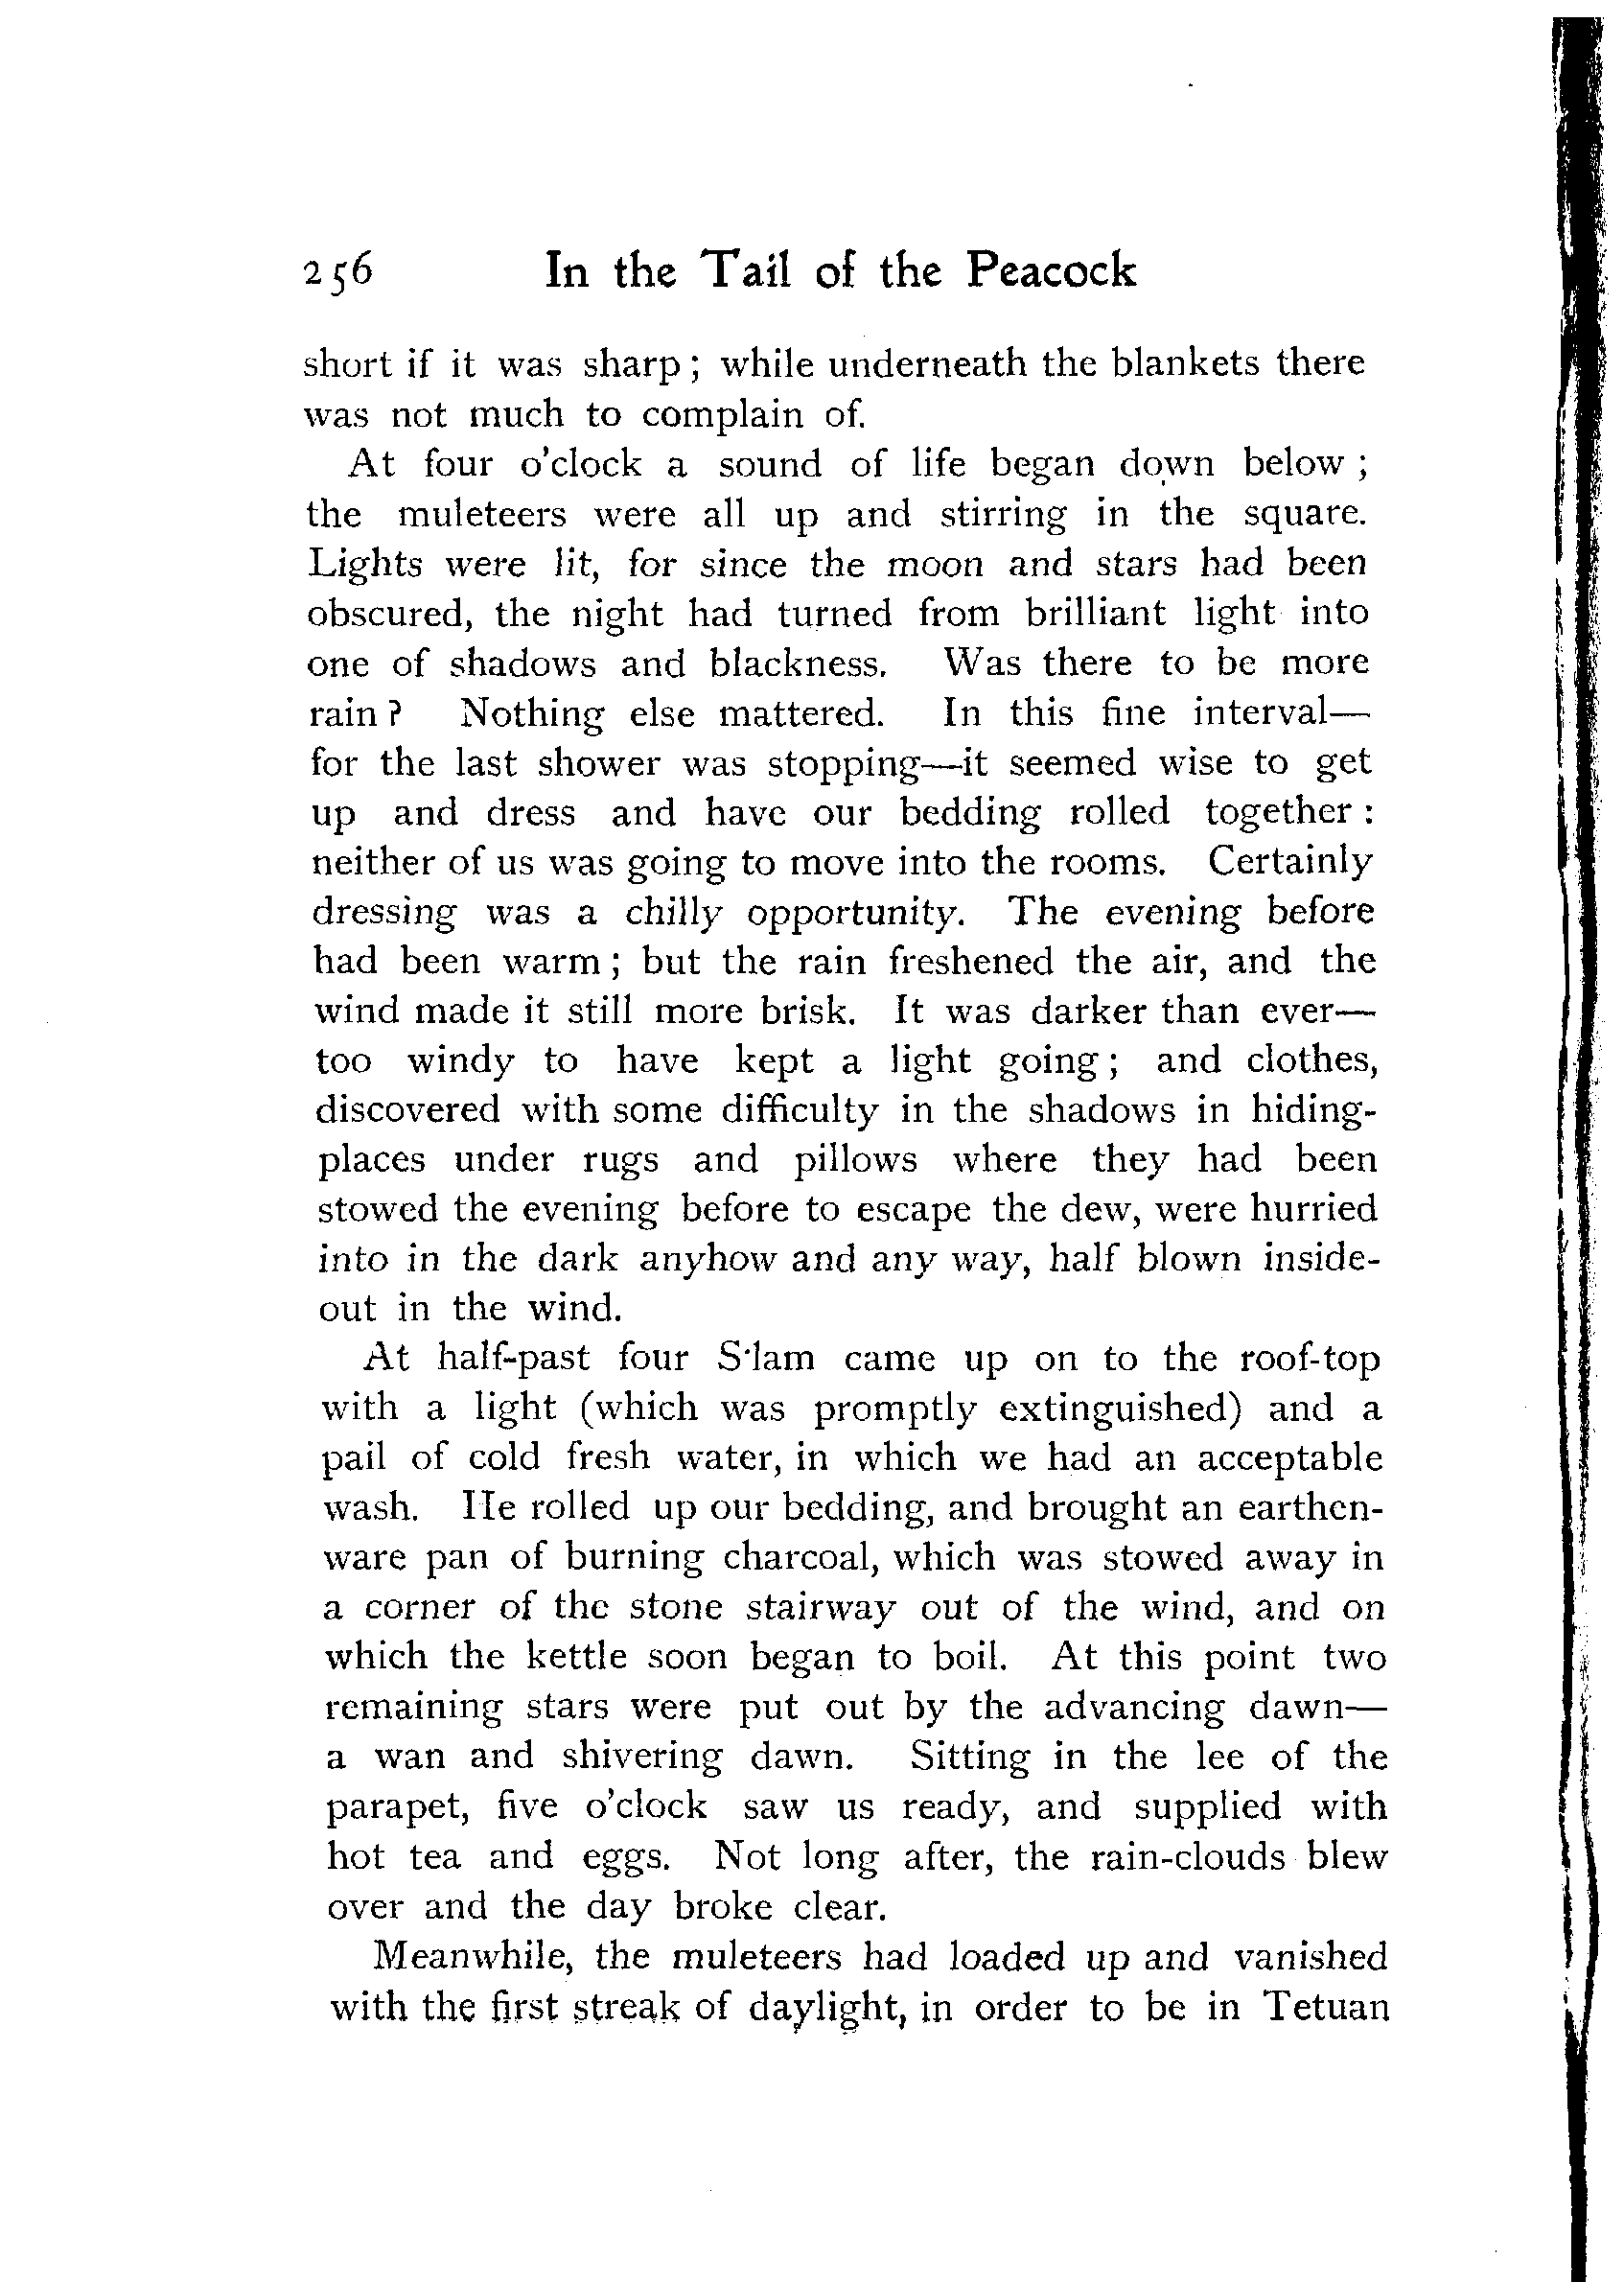 256 In the Tail of the Peacock
short if it was sharp; while underneath the blankets there
was not much to complain of.
At four o'clock a sound of life began down below;
the muleteers were all up and stirring in the square.
Lights were lit, for since the moon and stars had been
obscured, the night had turned from brilliant light into
one of shadows and blackness. Was there to be more
rain? Nothing else mattered. In this fine interval—
for the last shower was stopping—it seemed wise to get
up and dress and have our bedding rolled together:
neither of us was going to move into the rooms. Certainly
dressing was a chilly opportunity. The evening before
had been warm; but the rain freshened the air, and the
wind made it still more brisk. It was darker than ever—
too windy to have kept a light going; and clothes,
discovered with some difficulty in the shadows in hiding-
places under rugs and pillows where they had been
stowed the evening before to escape the dew, were hurried
into in the dark anyhow and any way, half blown inside-
out in the wind.
At half-past four S'lam came up on to the roof-top
with a light (which was promptly extinguished) and a
pail of cold fresh water, in which we had an acceptable
wash. He rolled up our bedding, and brought an earthen-
ware pan of burning charcoal, which was stowed away in
a corner of the stone stairway out of the wind, and on
which the kettle soon began to boil. At this point two
remaining stars were put out by the advancing dawn—
a wan and shivering dawn. Sitting in the lee of the
parapet, five o'clock saw us ready, and supplied with
hot tea and eggs. Not long after, the rain-clouds blew
over and the day broke clear.
Meanwhile, the muleteers had loaded up and vanished
with the first streak of daylight, in order to be in Tetuan